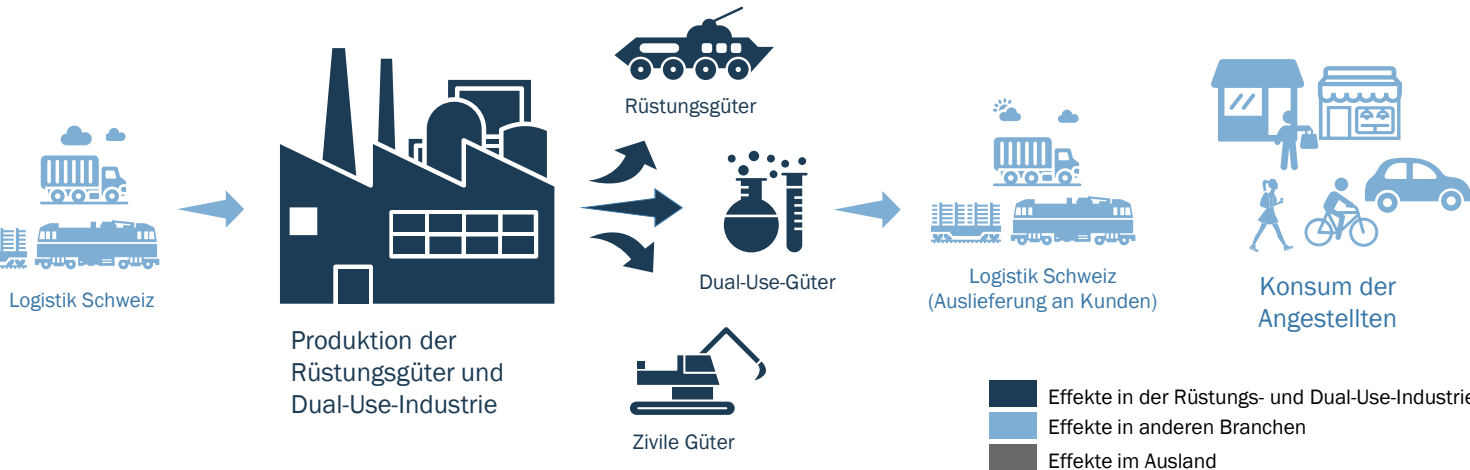 Logistik Schweiz
Produktion der
Rüstungsgüter und
Dual-Use-Industrie
Rüstungsgüter
Dual-Use-Güter
Zivile Güter
Logistik Schweiz
(Auslieferung an Kunden)
Konsum der
Angestellten
Effekte in der Rüstungs- und Dual-Use-Industrie
Effekte in anderen Branchen
Effekte im Ausland